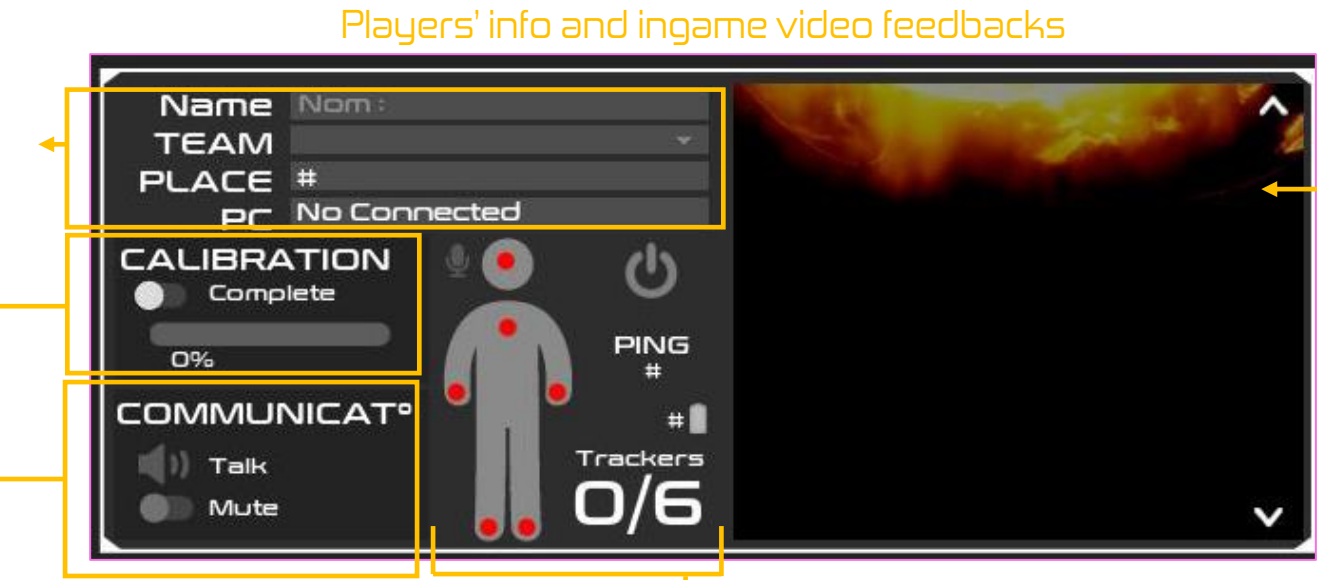 Players' info and ingame video feedbacks
Name Nom :
TEAM
PLACE #
PC No Connected
CALIBRATION
Complete
0%
PING
#
COMMUNICAT°
#
Talk
Trackers
Mute
0/6